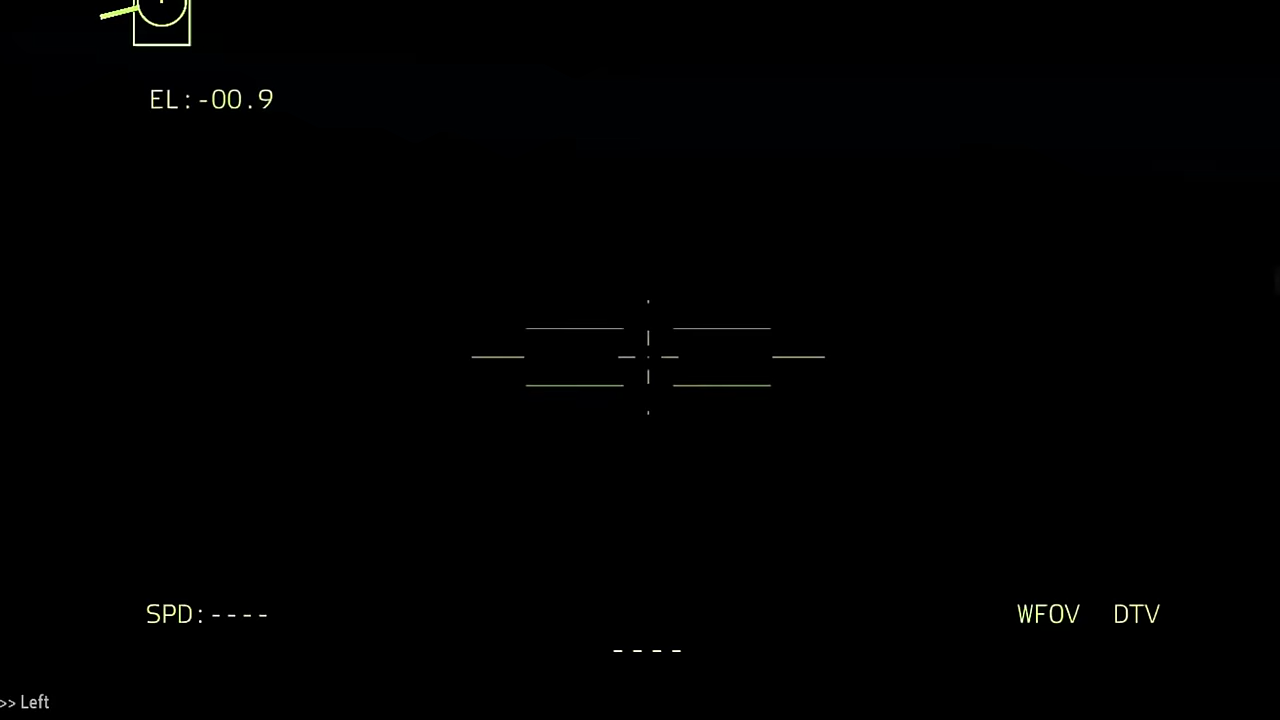 EL:-00.9
SPD:---- WFOV DTV
----
>> Left